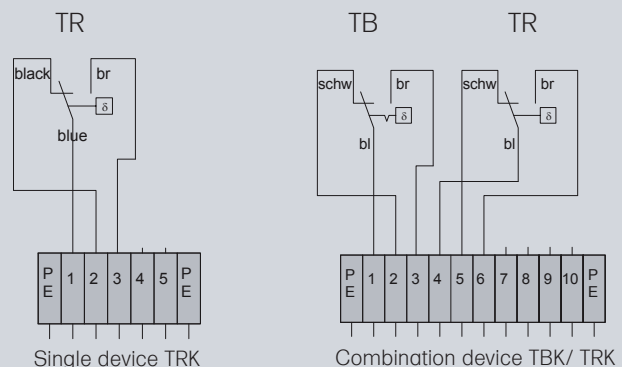 TR
black
br
δ
blue
PE 1 2 3 4 5 PE
Single device TRK
TB TR
schw br schw br
δ δ
bl bl
PE 1 2 3 4 5 6 7 8 9 10 PE
Combination device TBK/ TRK